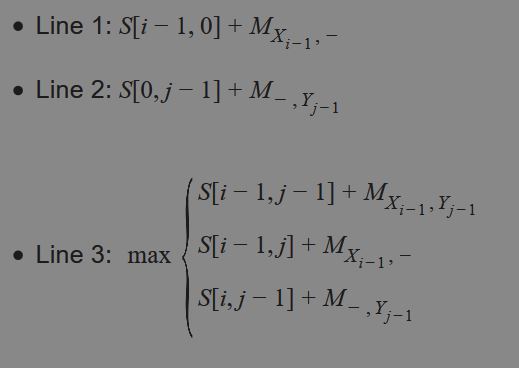 • Line 1: S[i − 1, 0] + M_{X_{i−1}, −}
• Line 2: S[0, j − 1] + M_{−, Y_{j−1}}
• Line 3: max { S[i − 1, j − 1] + M_{X_{i−1}, Y_{j−1}}
S[i − 1, j] + M_{X_{i−1}, −}
S[i, j − 1] + M_{−, Y_{j−1}}